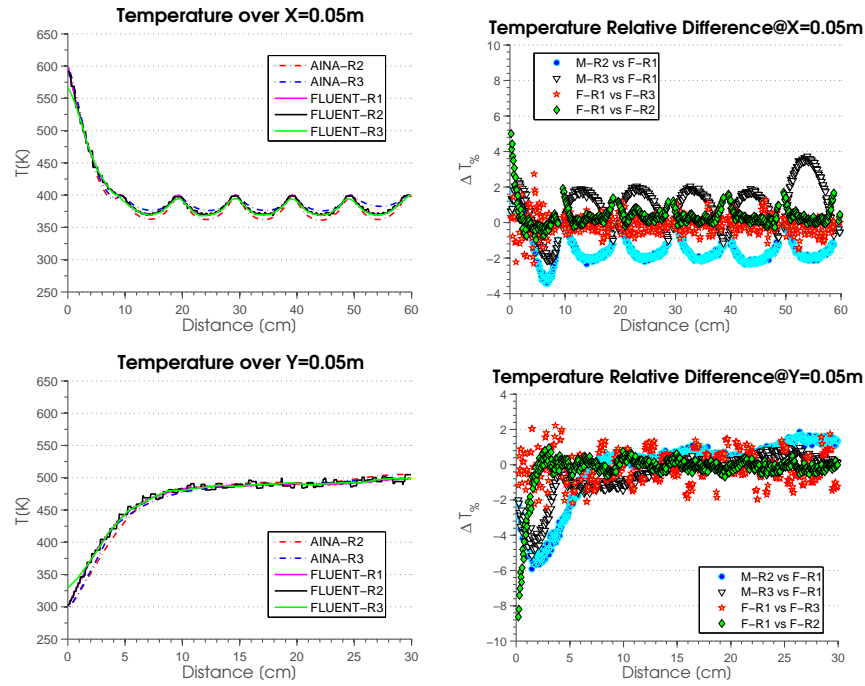 Temperature over X=0.05m
650
600
550
500
450
400
350
300
250
T(K)
0
10
20
30
40
50
60
Distance (cm)
AINA-R2
AINA-R3
FLUENT-R1
FLUENT-R2
FLUENT-R3
Temperature Relative Difference@X=0.05m
10
8
6
4
2
0
-2
-4
Δ T%
0
10
20
30
40
50
60
Distance (cm)
M-R2 vs F-R1
M-R3 vs F-R1
F-R1 vs F-R3
F-R1 vs F-R2
Temperature over Y=0.05m
650
600
550
500
450
400
350
300
250
T(K)
0
5
10
15
20
25
30
Distance (cm)
AINA-R2
AINA-R3
FLUENT-R1
FLUENT-R2
FLUENT-R3
Temperature Relative Difference@Y=0.05m
4
2
0
-2
-4
-6
-8
-10
Δ T%
0
5
10
15
20
25
30
Distance (cm)
M-R2 vs F-R1
M-R3 vs F-R1
F-R1 vs F-R3
F-R1 vs F-R2